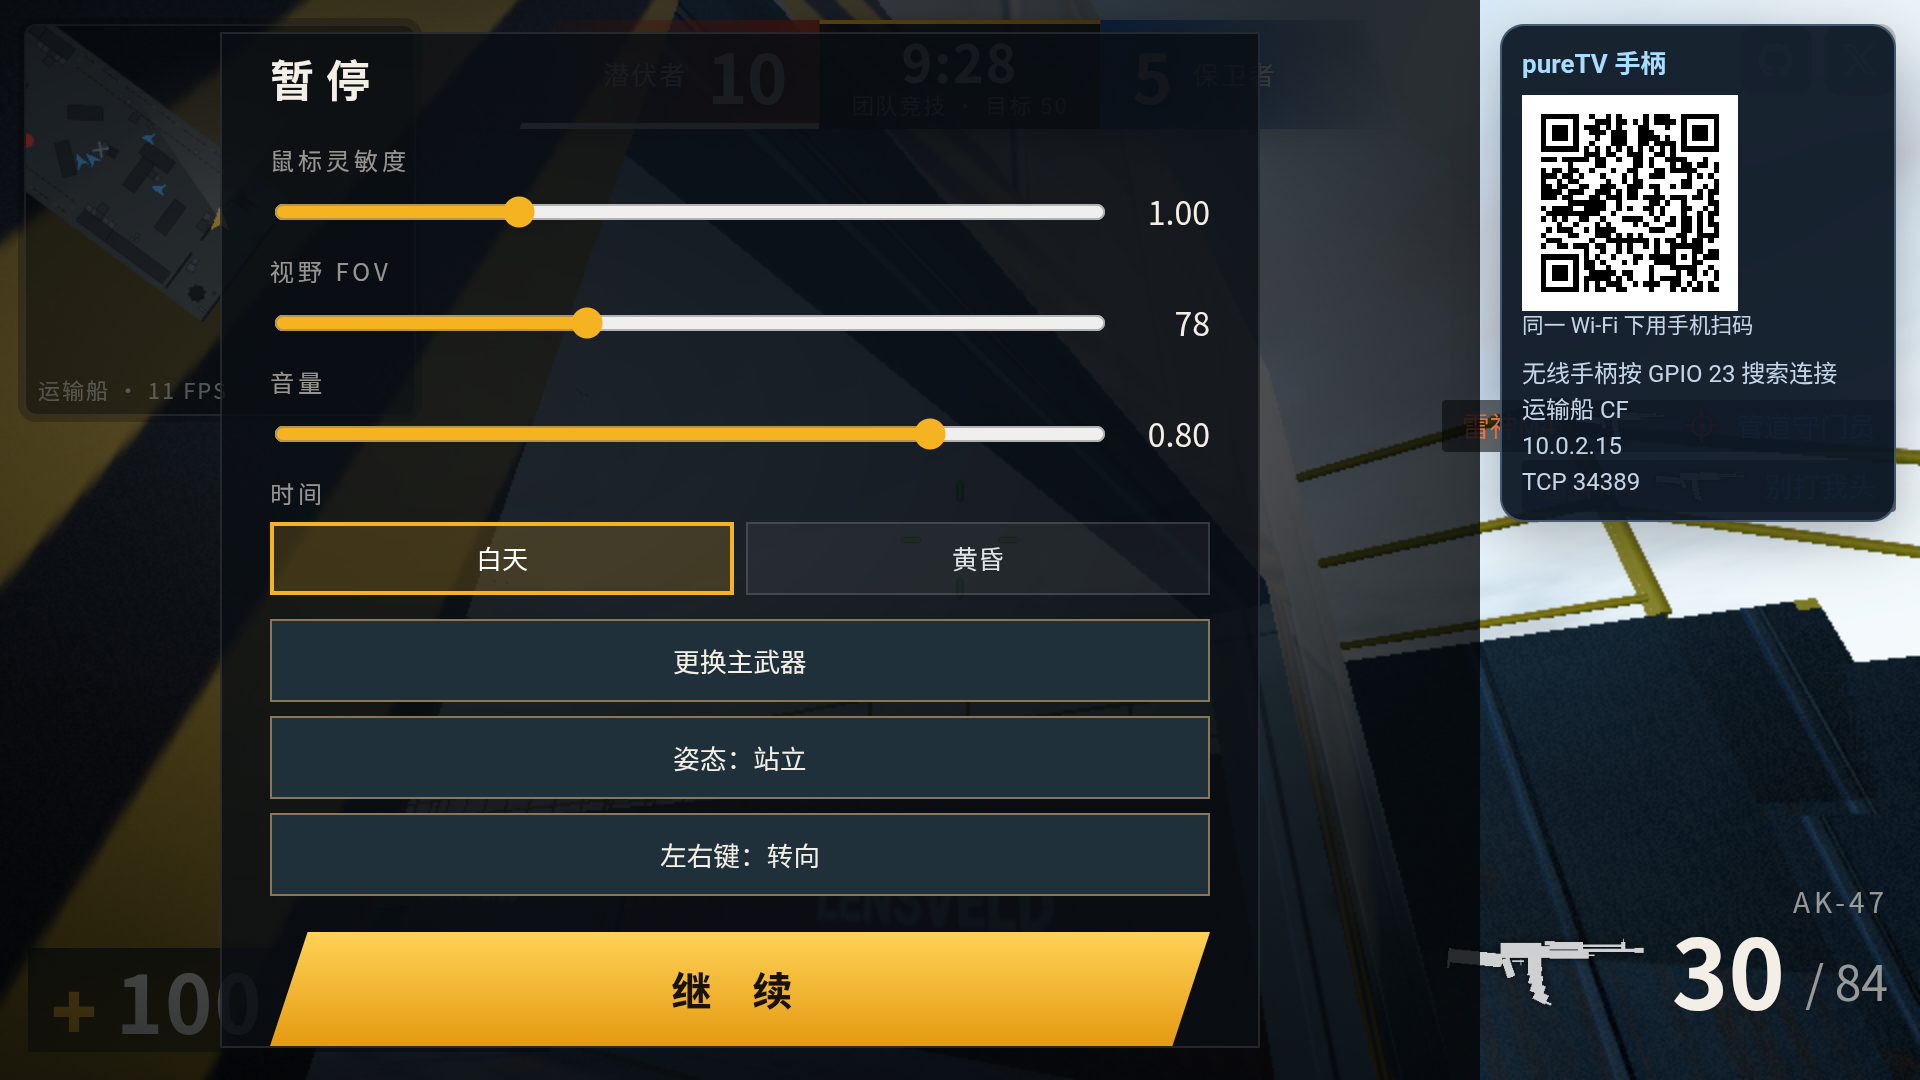 暂停
潜伏者 10
9:28
团队竞技 · 目标 50
5 保卫者
鼠标灵敏度
1.00
视野 FOV
78
音量
0.80
时间
白天
黄昏
更换主武器
姿态：站立
左右键：转向
继续
运输船 · 11 FPS
+ 100
LENSVELD
pureTV 手柄
同一 Wi-Fi 下用手机扫码
无线手柄按 GPIO 23 搜索连接
运输船 CF
10.0.2.15
TCP 34389
AK-47
30 / 84